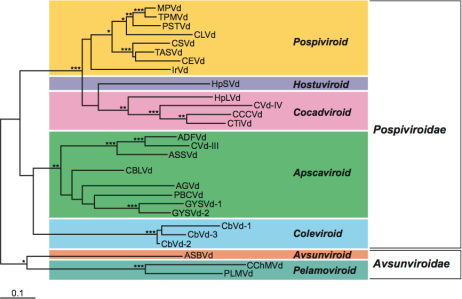 MPVd
***
TPMVd
*
**
PSTVd
*
CLVd
CSVd
***
TASVd
CEVd
IrVd
Pospiviroid
***
HpSVd
Hostuviroid
HpLVd
**
CVd-IV
***
CCCVd
**
CTiVd
Cocadviroid
Pospiviroidae
ADFVd
***
CVd-III
***
ASSVd
**
CBLVd
Apscaviroid
AGVd
PBCVd
GYSVd-1
***
GYSVd-2
CbVd-1
***
CbVd-3
Coleviroid
CbVd-2
ASBVd
Avsunviroid
*
CChMVd
***
PLMVd
Pelamoviroid
Avsunviroidae
0.1